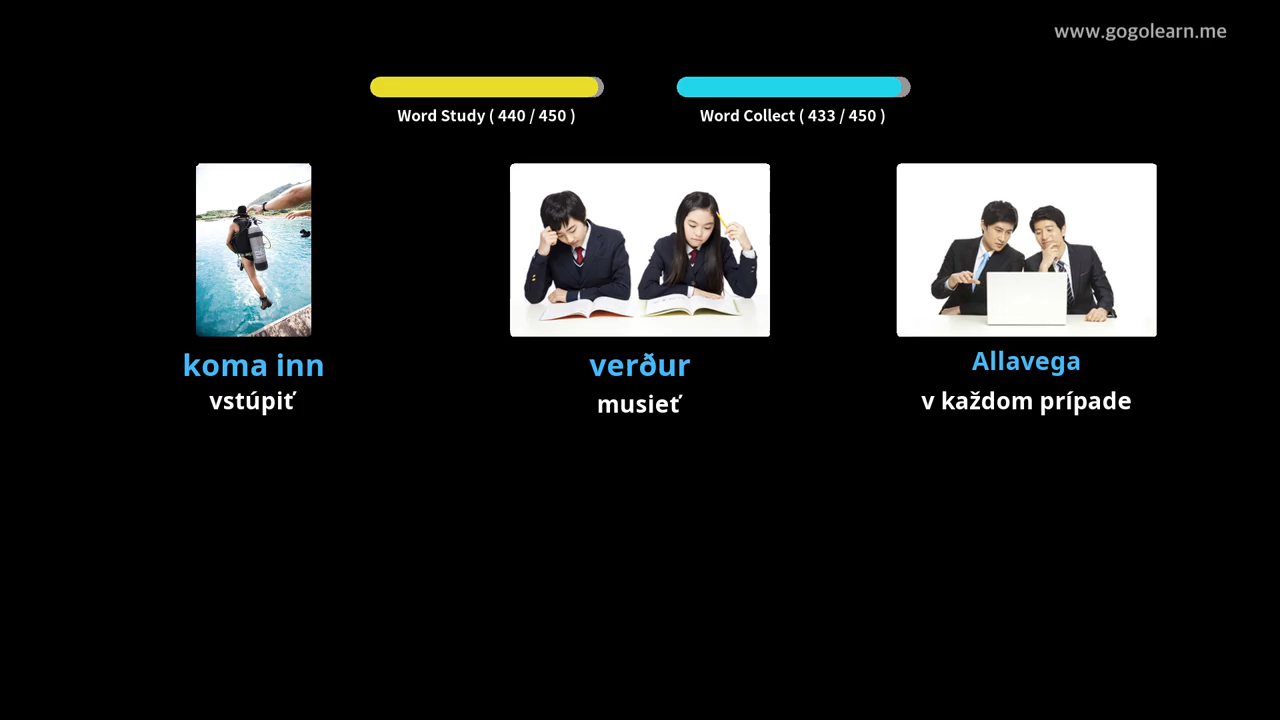 www.gogolearn.me
Word Study ( 440 / 450 )
Word Collect ( 433 / 450 )
koma inn
vstúpiť
verður
musieť
Allavega
v každom prípade